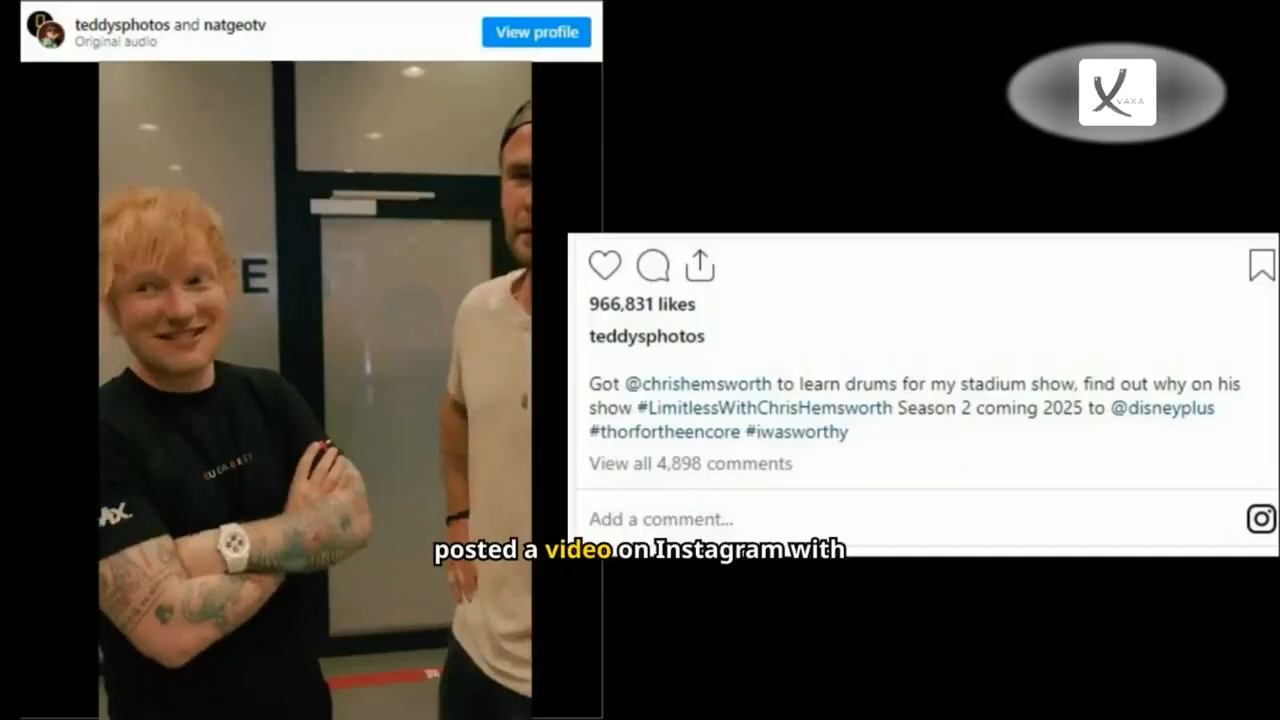 teddysphotos and natgeotv
Original audio
View profile
VAXA
E
966,831 likes
teddysphotos
Got @chrishemsworth to learn drums for my stadium show, find out why on his
show #LimitlessWithChrisHemsworth Season 2 coming 2025 to @disneyplus
#thorfortheencore #iwasworthy
View all 4,898 comments
Add a comment...
posted a video on Instagram with